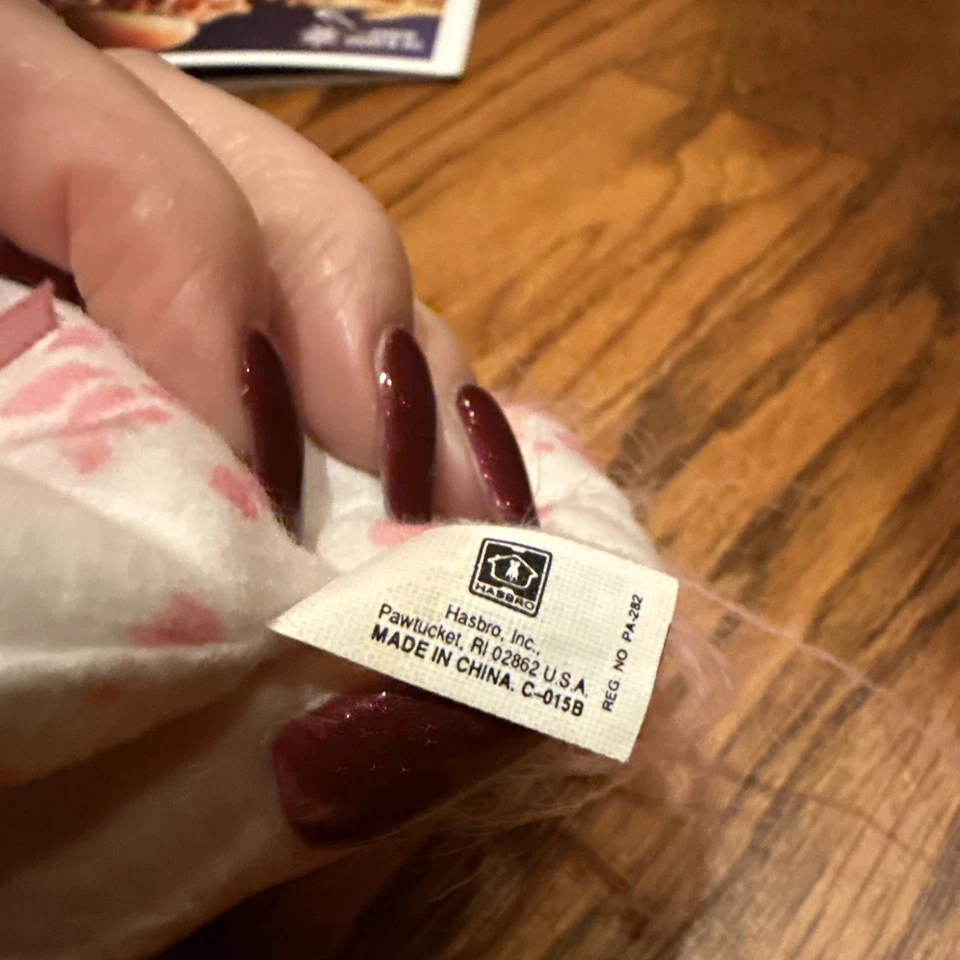 HASBRO
Hasbro, Inc.,
Pawtucket, RI 02862 U.S.A.
MADE IN CHINA. C-015B
REG. NO PA-282